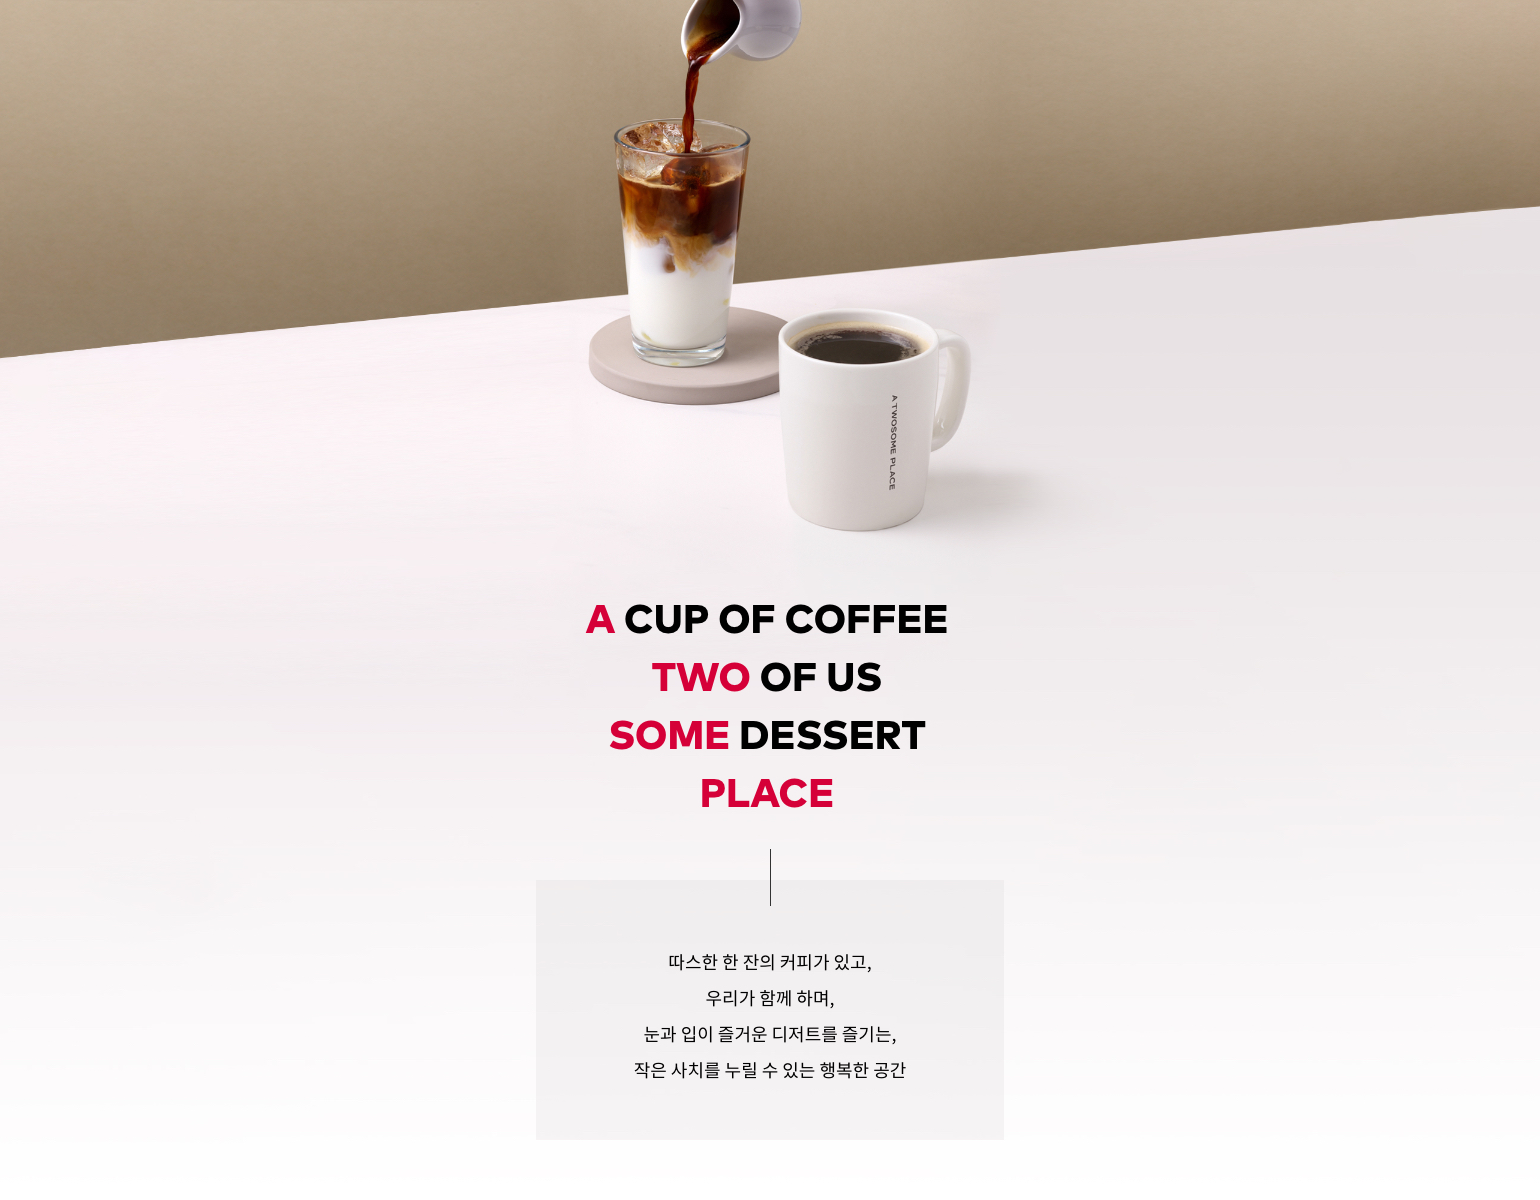 A TWOSOME PLACE
A CUP OF COFFEE
TWO OF US
SOME DESSERT
PLACE
따스한 한 잔의 커피가 있고,
우리가 함께 하며,
눈과 입이 즐거운 디저트를 즐기는,
작은 사치를 누릴 수 있는 행복한 공간